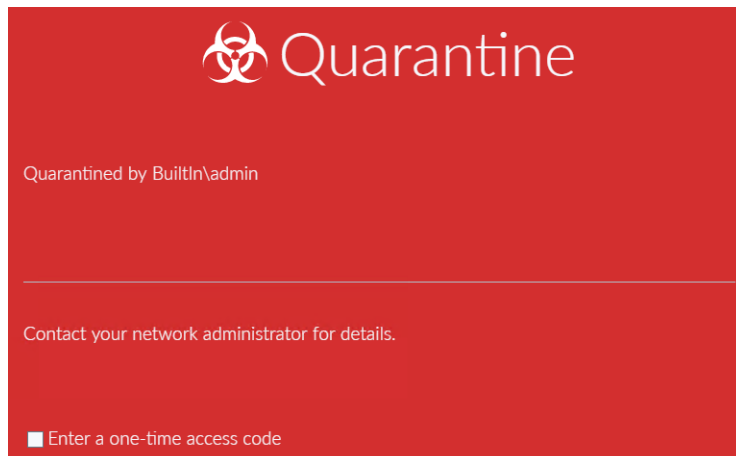 Quarantine
Quarantined by BuiltIn\admin
Contact your network administrator for details.
Enter a one-time access code